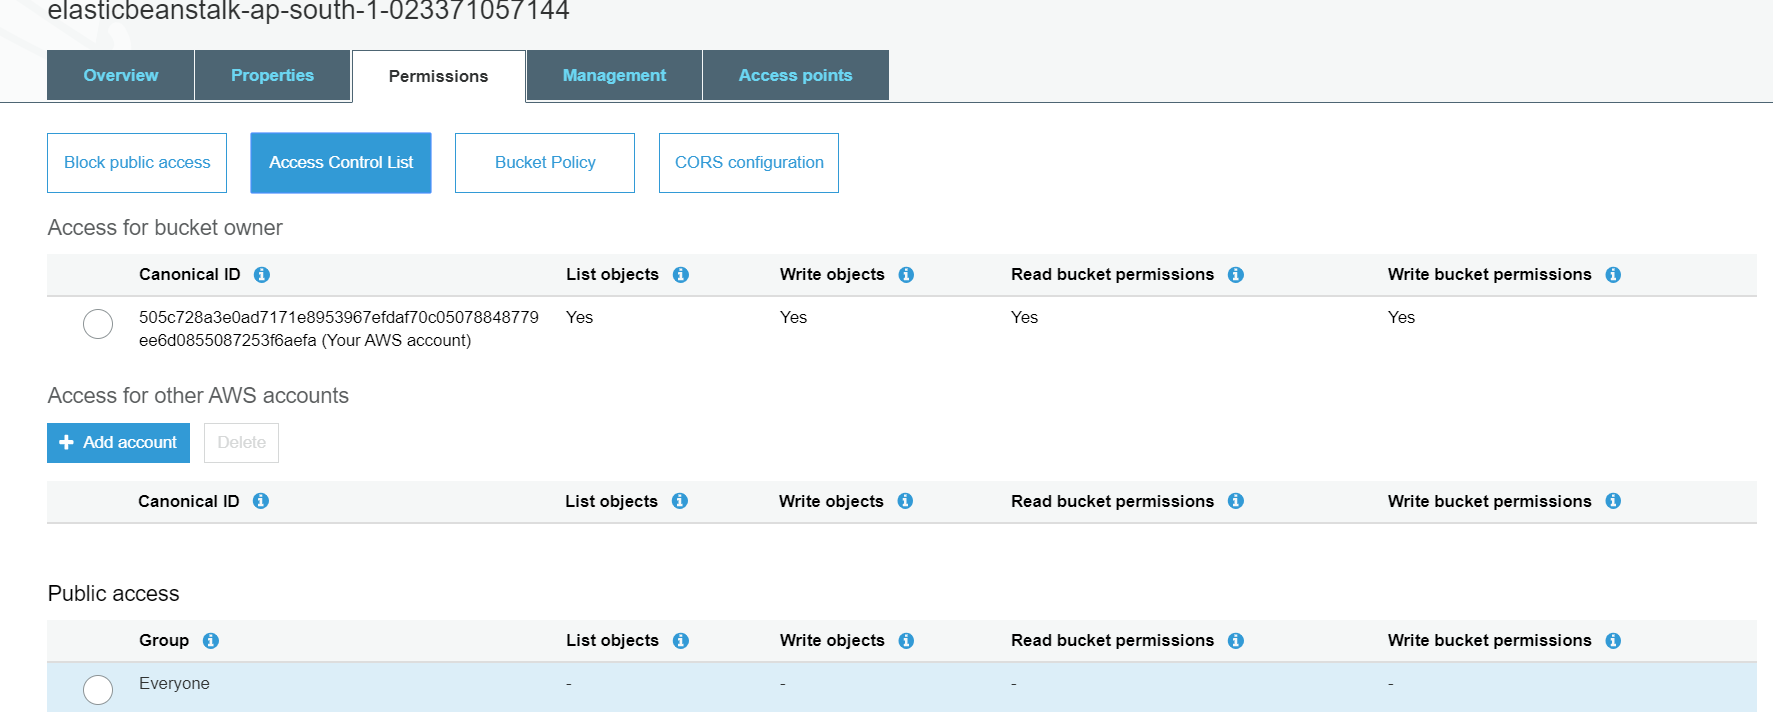 elasticbeanstalk-ap-south-1-023371057144
Overview Properties Permissions Management Access points
Block public access Access Control List Bucket Policy CORS configuration
Access for bucket owner
Canonical ID List objects Write objects Read bucket permissions Write bucket permissions
505c728a3e0ad7171e8953967efdaf70c05078848779 Yes Yes Yes Yes
ee6d0855087253f6aefa (Your AWS account)
Access for other AWS accounts
+ Add account Delete
Canonical ID List objects Write objects Read bucket permissions Write bucket permissions
Public access
Group List objects Write objects Read bucket permissions Write bucket permissions
Everyone - - - -